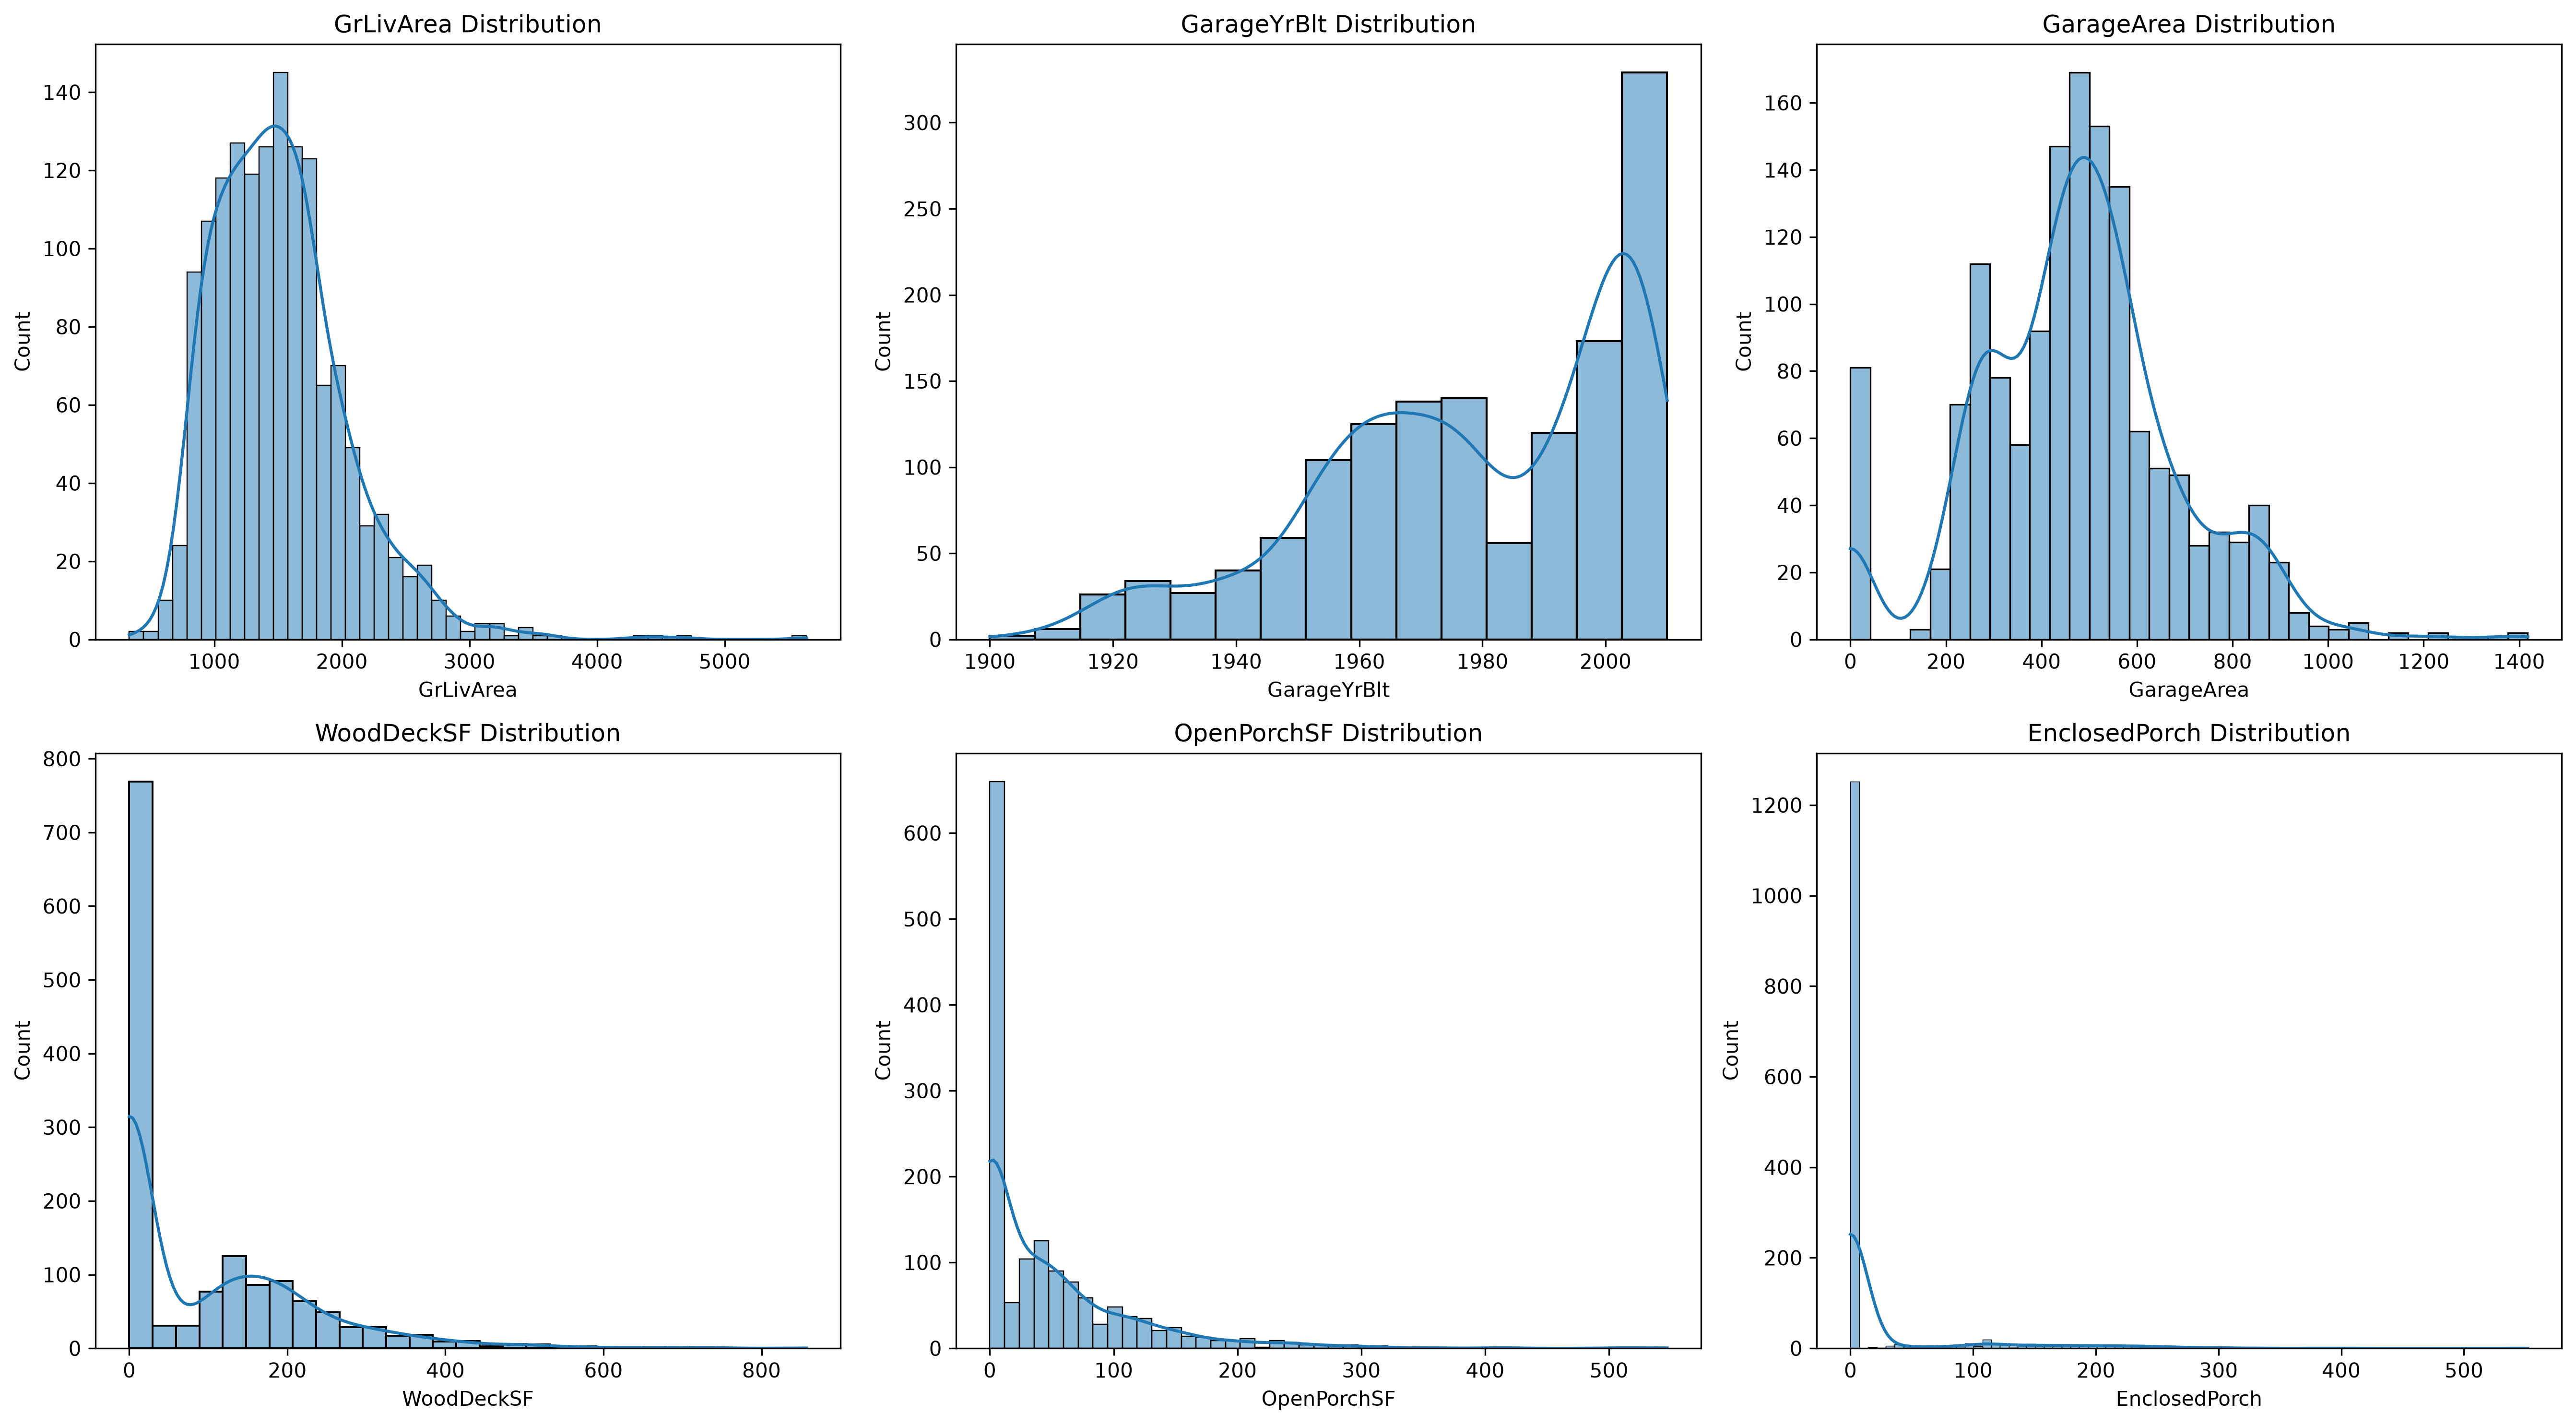 GrLivArea Distribution
Count
140
120
100
80
60
40
20
0
1000 2000 3000 4000 5000
GrLivArea
GarageYrBlt Distribution
Count
300
250
200
150
100
50
0
1900 1920 1940 1960 1980 2000
GarageYrBlt
GarageArea Distribution
Count
160
140
120
100
80
60
40
20
0
0 200 400 600 800 1000 1200 1400
GarageArea
WoodDeckSF Distribution
Count
800
700
600
500
400
300
200
100
0
0 200 400 600 800
WoodDeckSF
OpenPorchSF Distribution
Count
600
500
400
300
200
100
0
0 100 200 300 400 500
OpenPorchSF
EnclosedPorch Distribution
Count
1200
1000
800
600
400
200
0
0 100 200 300 400 500
EnclosedPorch